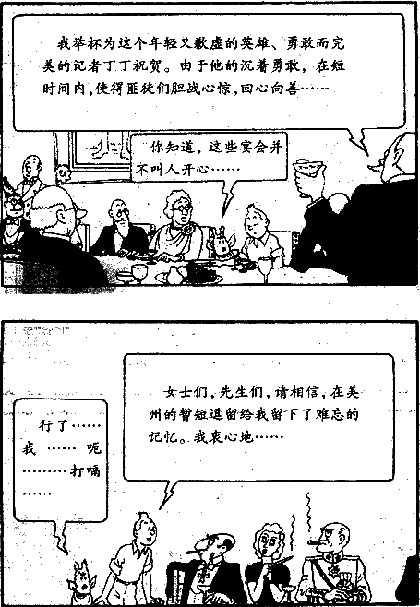 我举杯为这个年轻又歉虚的英雄、勇敢而完
美的记者丁丁祝贺。由于他的沉着勇敢，在短
时间内，使得匪徒们胆战心惊，回心向善……
你知道，这些宴会并
不叫人开心……
行了……
我 …… 呃
………打嗝
……
女士们，先生们，请相信，在美
州的暂短逗留给我留下了难忘的
记忆。我衷心地……